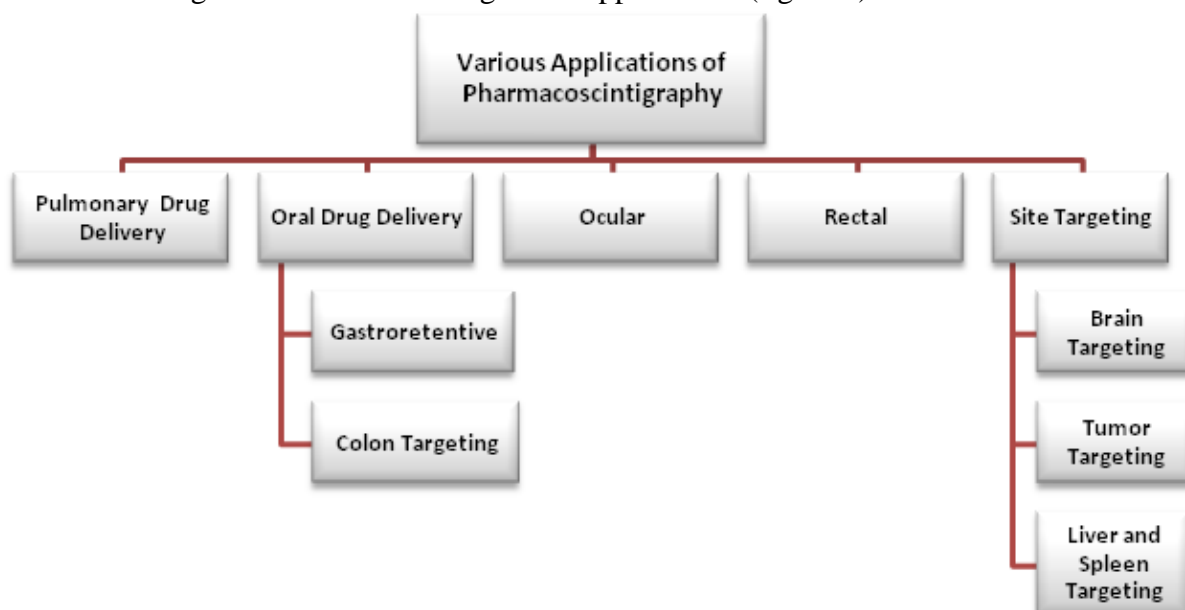 Various Applications of
Pharmacoscintigraphy
Pulmonary Drug
Delivery
Oral Drug Delivery
Ocular
Rectal
Site Targeting
Gastroretentive
Colon Targeting
Brain
Targeting
Tumor
Targeting
Liver and
Spleen
Targeting